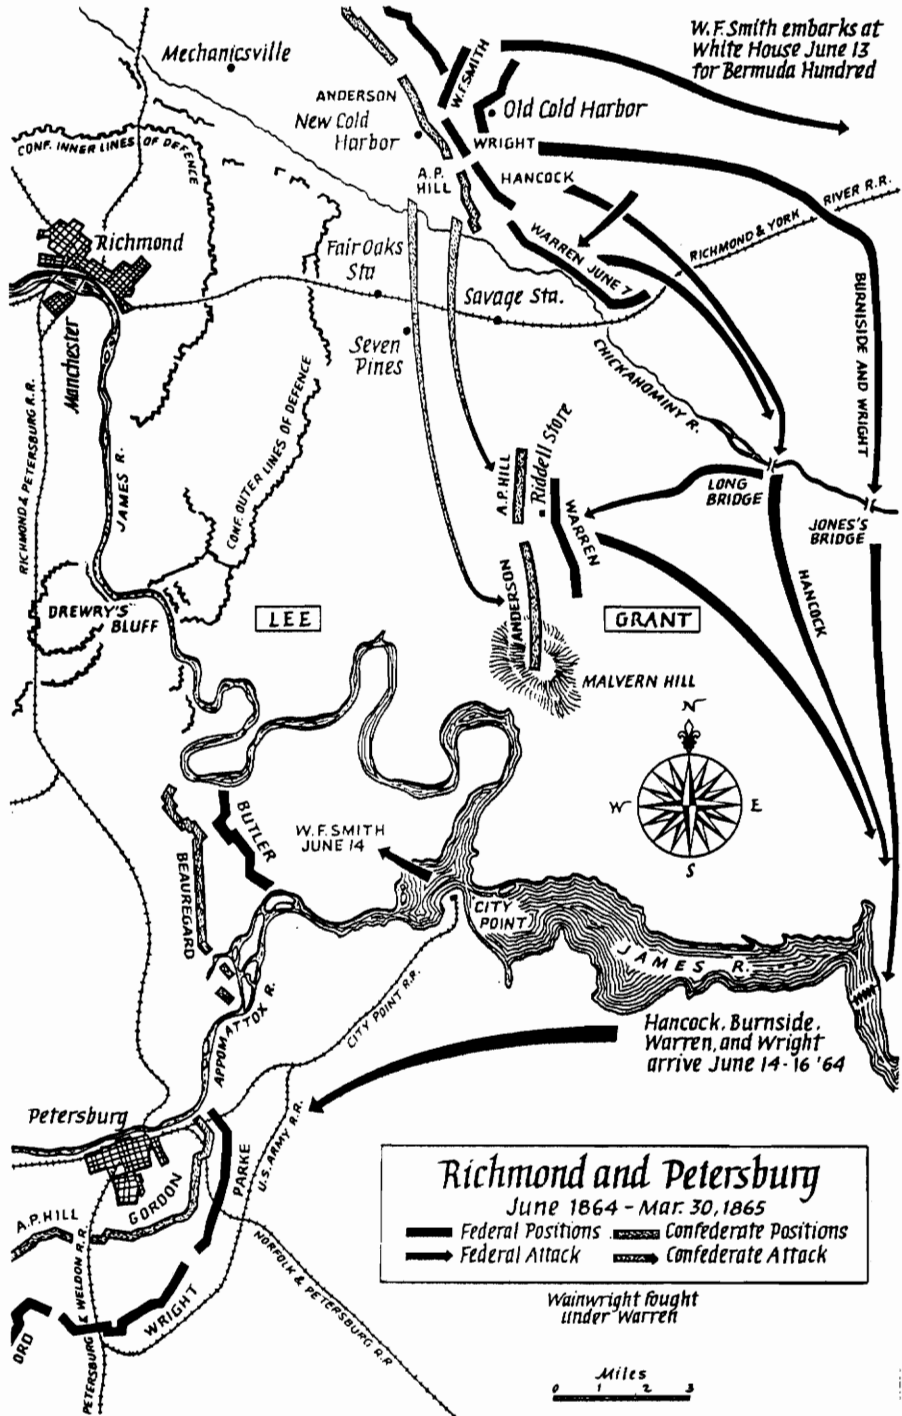 W.F. Smith embarks at
White House June 13
for Bermuda Hundred
Mechanicsville
W.F. SMITH
ANDERSON
New Cold
Harbor
Old Cold Harbor
CONF. INNER LINES OF DEFENCE
WRIGHT
A.P.
HILL
HANCOCK
RICHMOND & YORK RIVER R.R.
Richmond
WARREN JUNE 7
Fair Oaks
Sta
Savage Sta.
BURNISIDE AND WRIGHT
Manchester
Seven
Pines
CHICKAHOMINY R.
RICHMOND & PETERSBURG R.R.
JAMES R.
CONF. OUTER LINES OF DEFENCE
A.P. HILL
Riddell Store
WARREN
LONG
BRIDGE
JONES'S
BRIDGE
HANCOCK
DREWRY'S
BLUFF
LEE
ANDERSON
GRANT
MALVERN HILL
N
W
E
S
BUTLER
W.F. SMITH
JUNE 14
BEAUREGARD
CITY
POINT
JAMES R.
CITY POINT R.R.
APPOMATTOX R.
Hancock, Burnside,
Warren, and Wright
arrive June 14-16 '64
Petersburg
PARKE
U.S. ARMY R.R.
GORDON
A.P. HILL
PETERSBURG & WELDON R.R.
NORFOLK & PETERSBURG R.R.
WRIGHT
ORD
Richmond and Petersburg
June 1864 - Mar. 30, 1865
Federal Positions
Confederate Positions
Federal Attack
Confederate Attack
Wainwright fought
under Warren
Miles
0 1 2 3